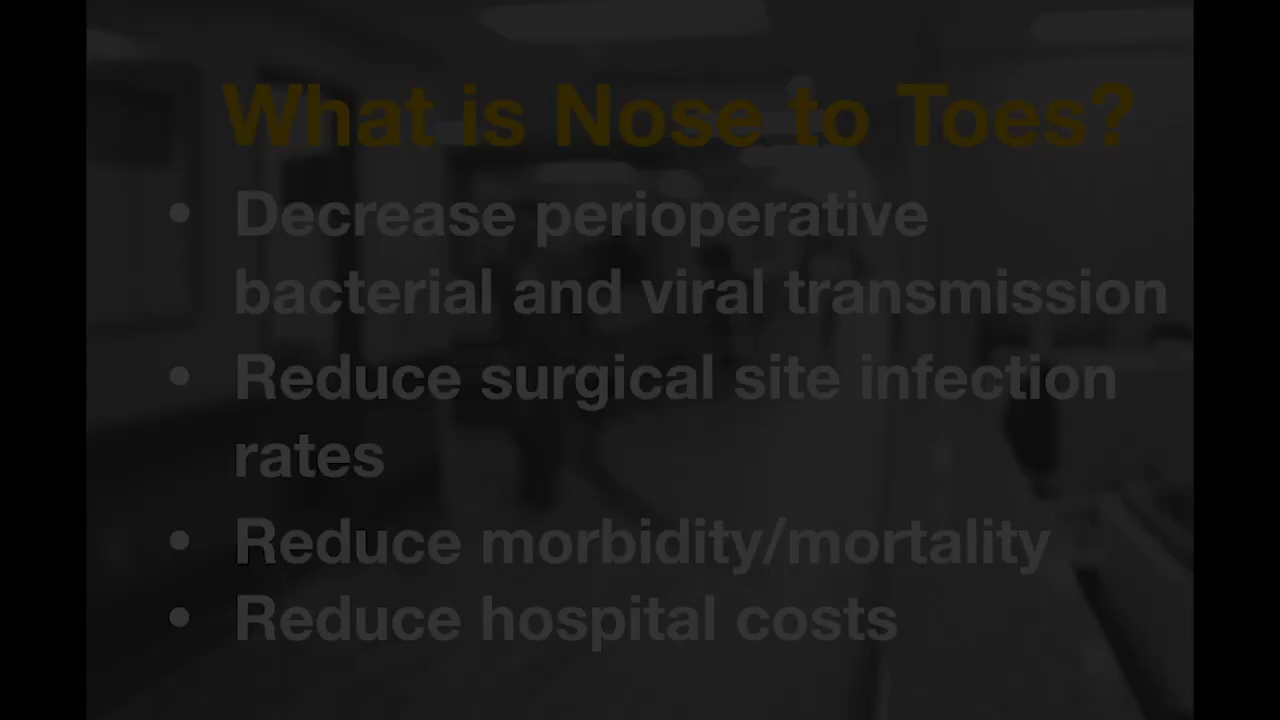 What is Nose to Toes?
• Decrease perioperative
bacterial and viral transmission
• Reduce surgical site infection
rates
• Reduce morbidity/mortality
• Reduce hospital costs